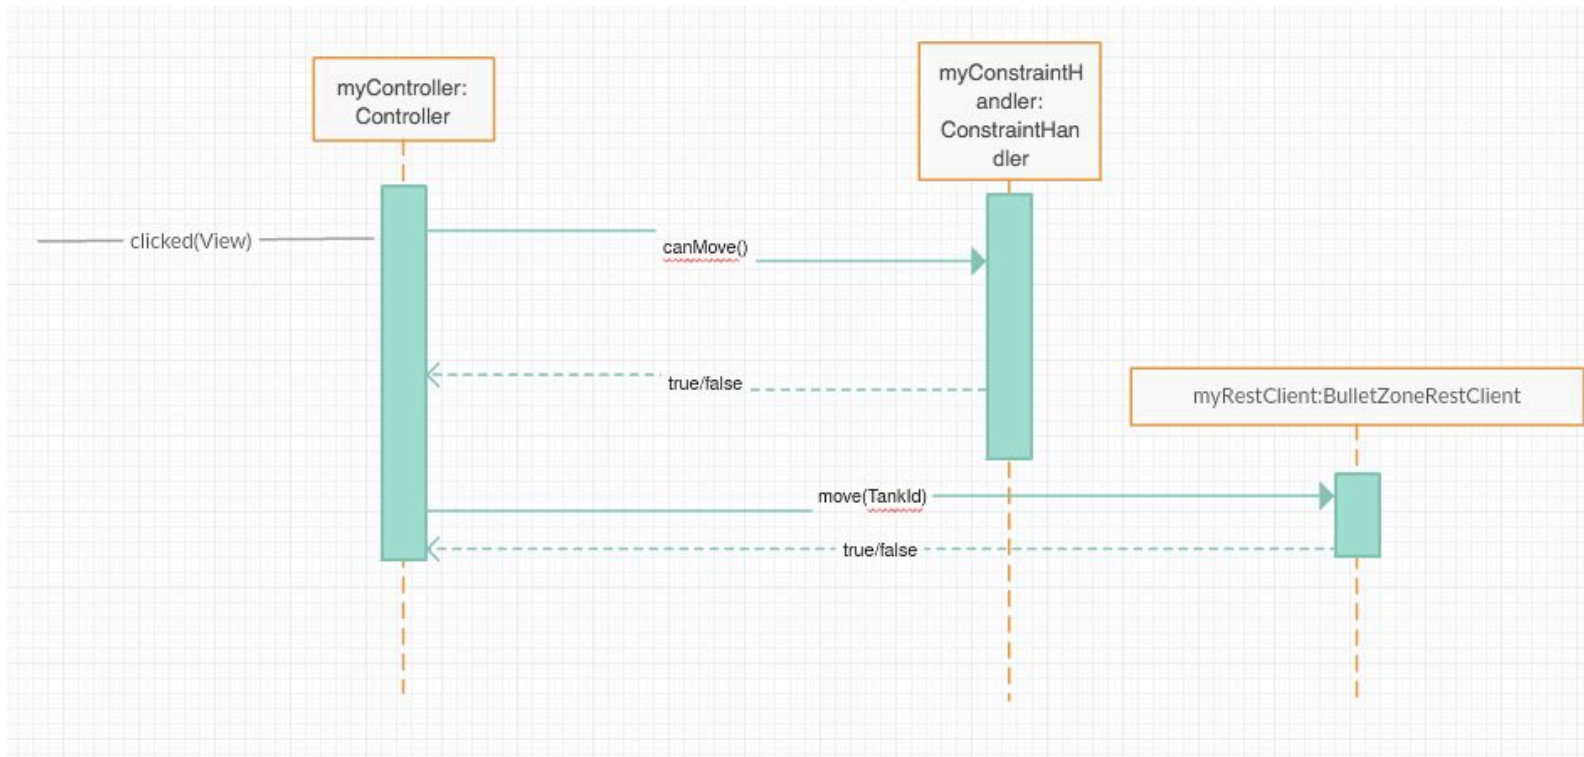 myController:
Controller
myConstraintH
andler:
ConstraintHan
dler
clicked(View)
canMove()
true/false
myRestClient:BulletZoneRestClient
move(TankId)
true/false